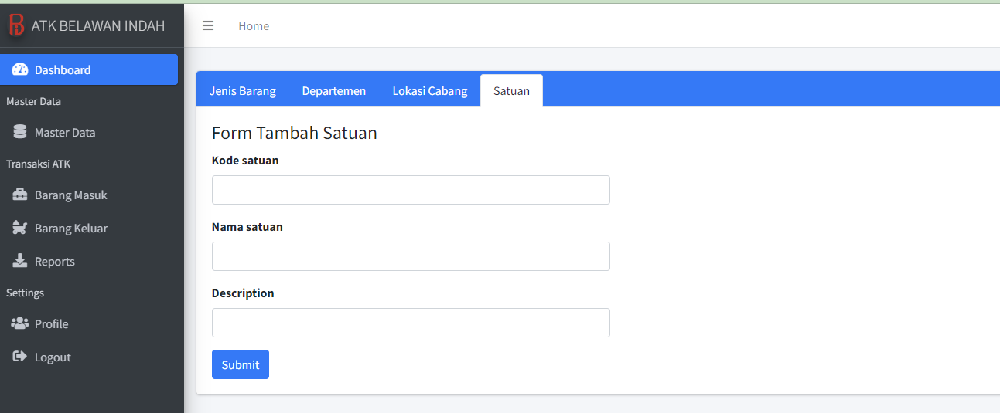 ATK BELAWAN INDAH
Home
Dashboard
Master Data
Master Data
Transaksi ATK
Barang Masuk
Barang Keluar
Reports
Settings
Profile
Logout
Jenis Barang Departemen Lokasi Cabang Satuan
Form Tambah Satuan
Kode satuan
Nama satuan
Description
Submit